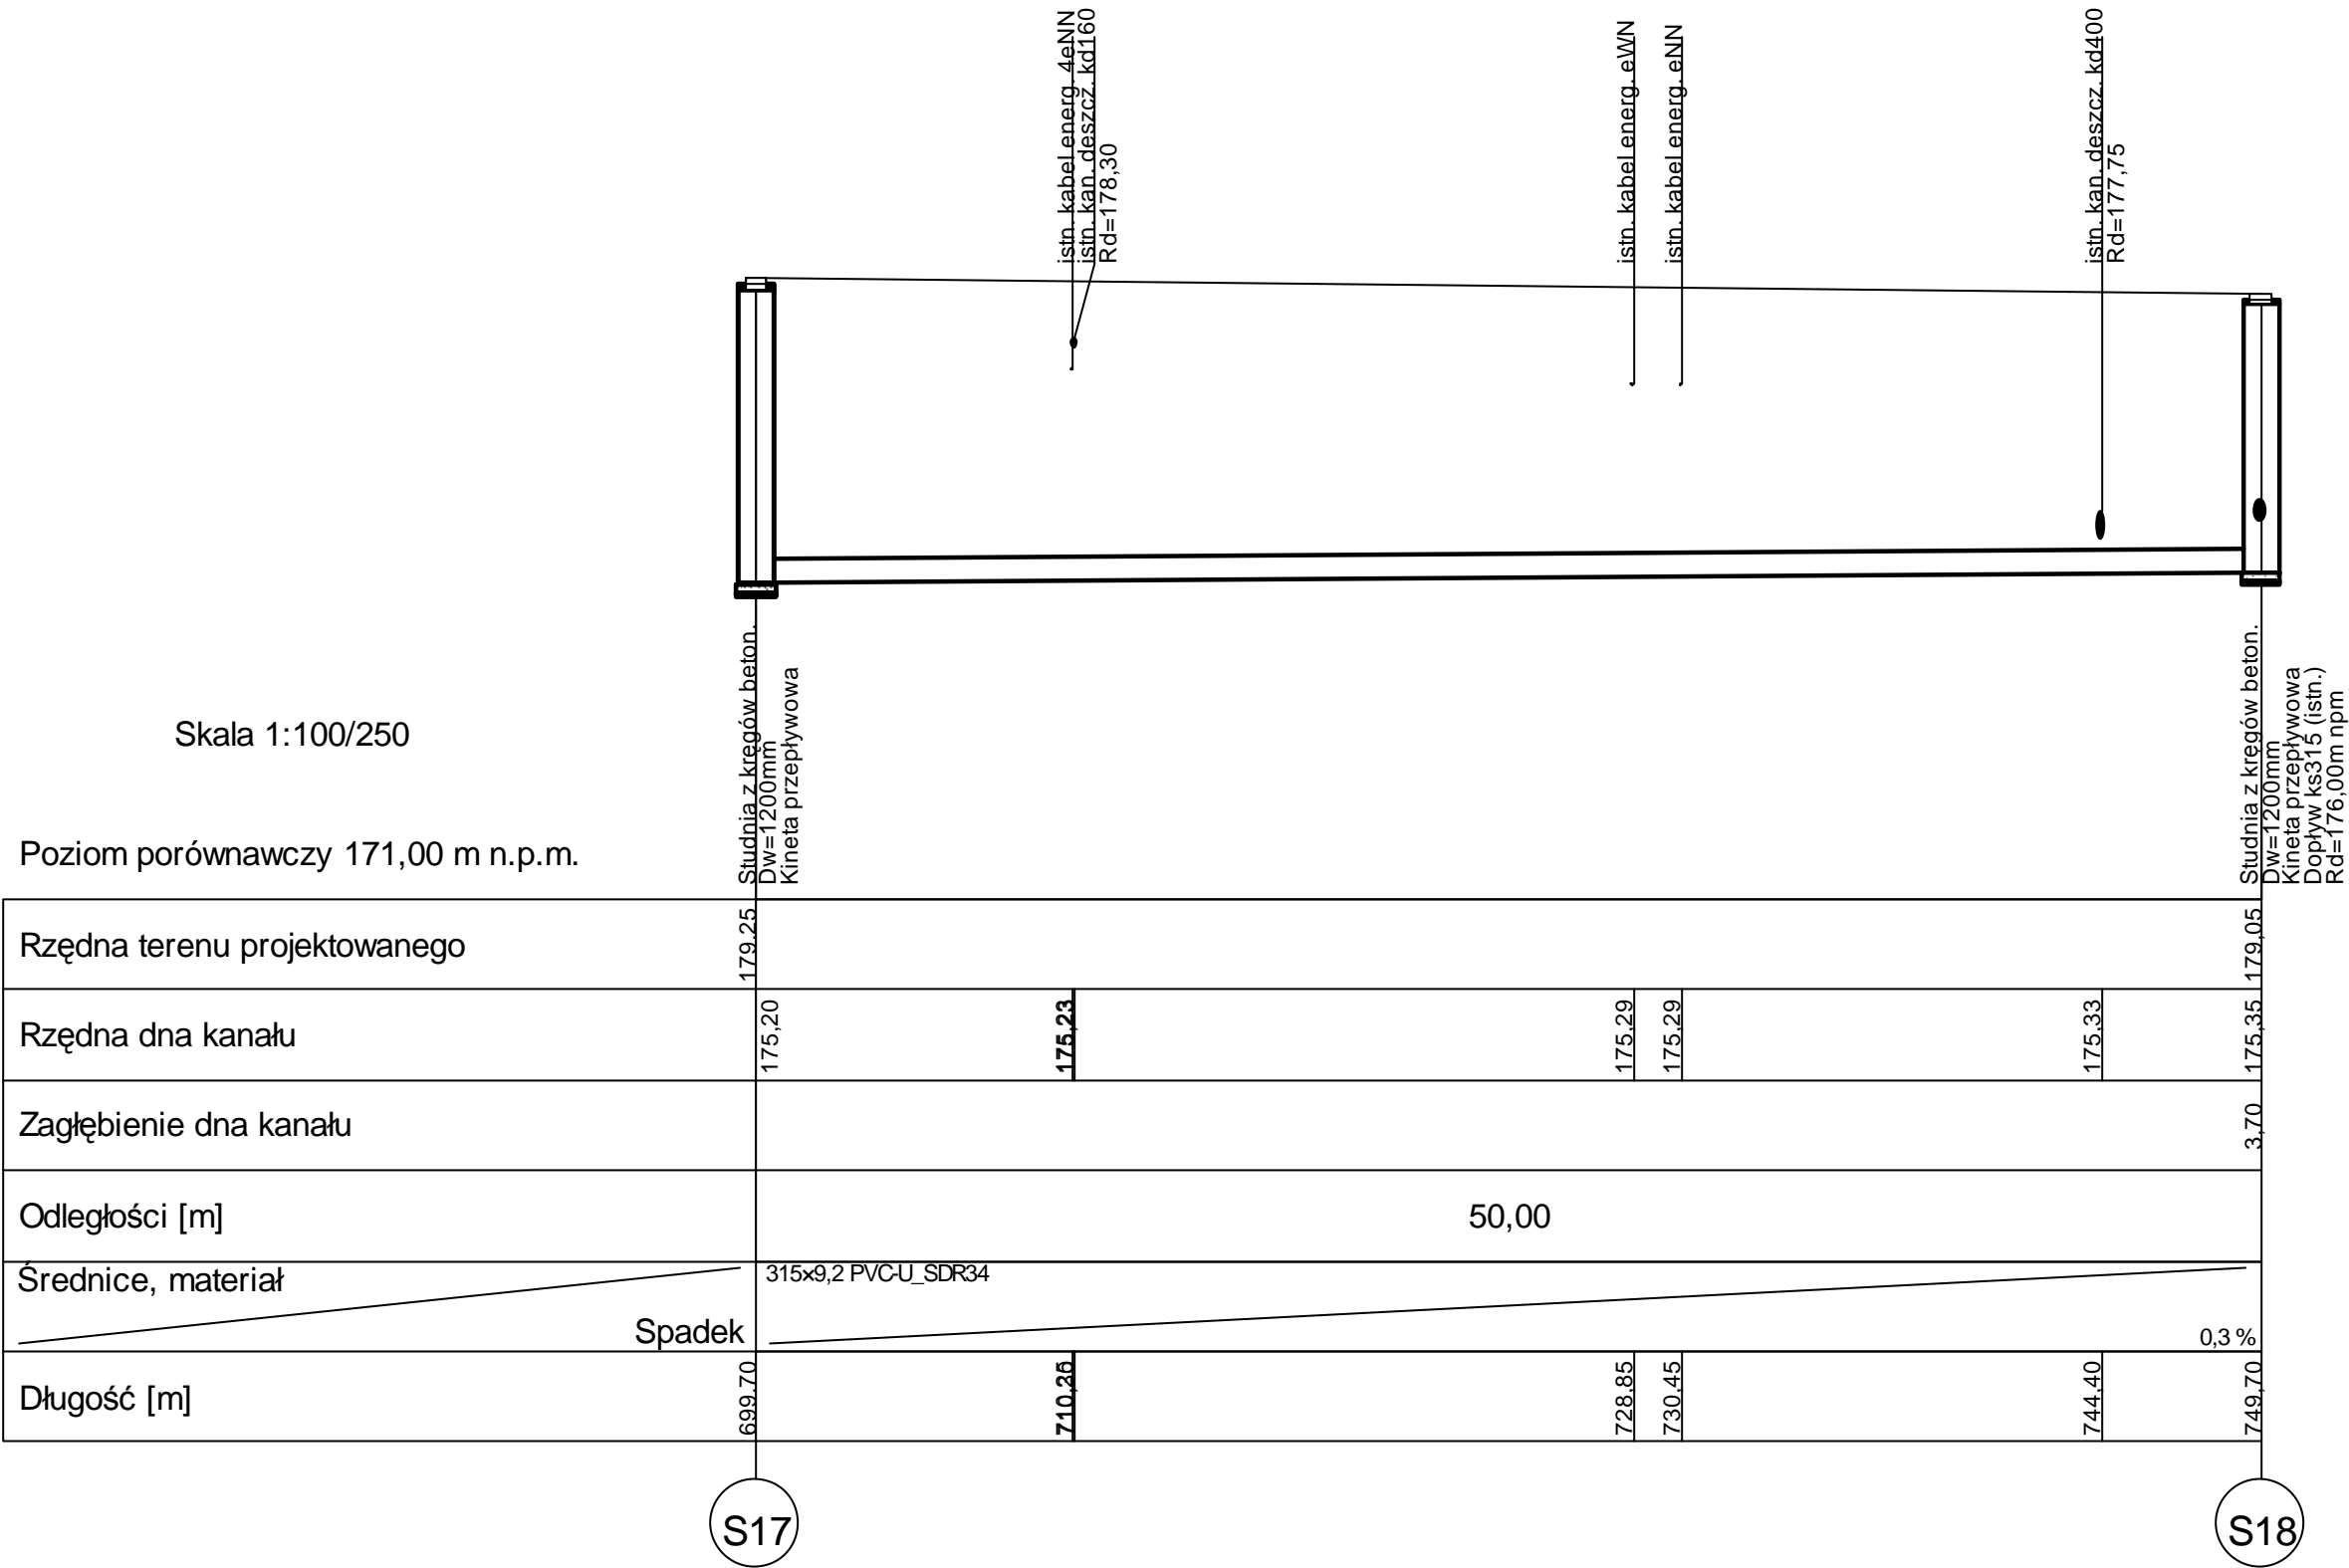 istn. kabel energ. 4eNN
istn. kan. deszcz. kd160
Rd=178,30
istn. kabel energ. eWN
istn. kabel energ. eNN
istn. kan. deszcz. kd400
Rd=177,75
Studnia z kręgów beton.
Dw=1200mm
Kineta przepływowa
Studnia z kręgów beton.
Dw=1200mm
Kineta przepływowa
Dopływ ks315 (istn.)
Rd=176,00m npm
Skala 1:100/250
Poziom porównawczy 171,00 m n.p.m.
Rzędna terenu projektowanego
179,25
179,05
Rzędna dna kanału
175,20
175,23
175,29
175,29
175,33
175,35
Zagłębienie dna kanału
3,70
Odległości [m]
50,00
Średnice, materiał
315×9,2 PVC-U_SDR34
Spadek
0,3 %
Długość [m]
699,70
728,85
730,45
744,40
749,70
S17
S18